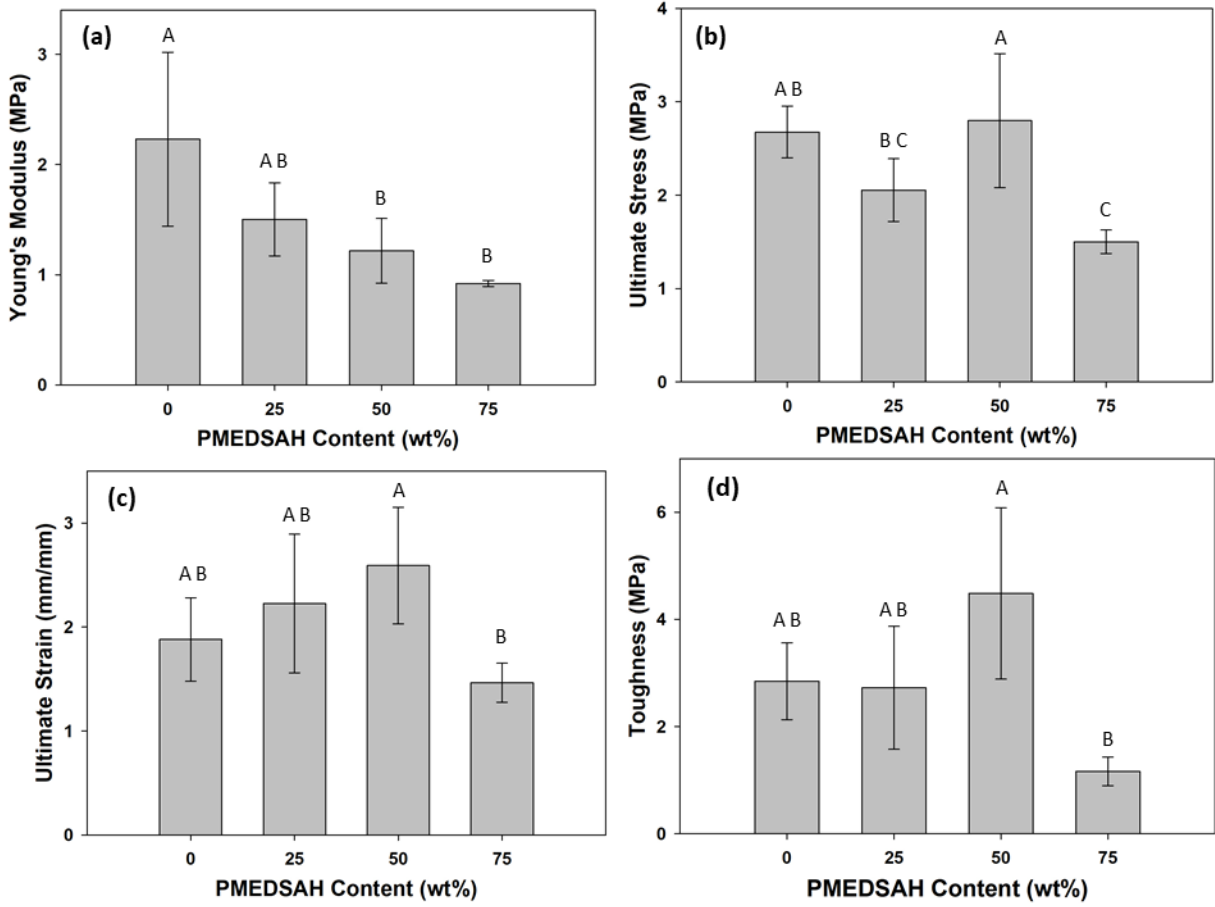 (a)
A
A B
B
B
3
2
1
0
Young's Modulus (MPa)
0 25 50 75
PMEDSAH Content (wt%)
(b)
A B
B C
A
C
4
3
2
1
0
Ultimate Stress (MPa)
0 25 50 75
PMEDSAH Content (wt%)
(c)
A B
A B
A
B
3
2
1
0
Ultimate Strain (mm/mm)
0 25 50 75
PMEDSAH Content (wt%)
(d)
A B
A B
A
B
6
4
2
0
Toughness (MPa)
0 25 50 75
PMEDSAH Content (wt%)